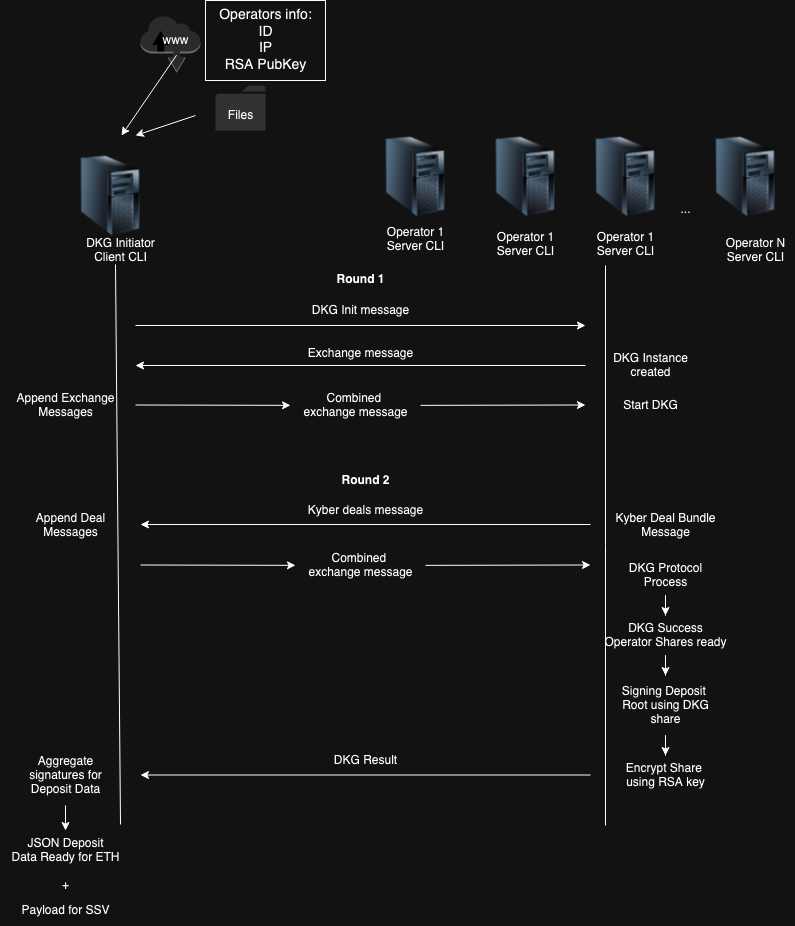 Operators info:
ID
IP
RSA PubKey
www
Files
DKG Initiator
Client CLI
Operator 1
Server CLI
Operator 1
Server CLI
Operator 1
Server CLI
...
Operator N
Server CLI
Round 1
DKG Init message
Exchange message
DKG Instance
created
Append Exchange
Messages
Combined
exchange message
Start DKG
Round 2
Kyber deals message
Append Deal
Messages
Kyber Deal Bundle
Message
Combined
exchange message
DKG Protocol
Process
DKG Success
Operator Shares ready
Signing Deposit
Root using DKG
share
DKG Result
Aggregate
signatures for
Deposit Data
Encrypt Share
using RSA key
JSON Deposit
Data Ready for ETH
+
Payload for SSV